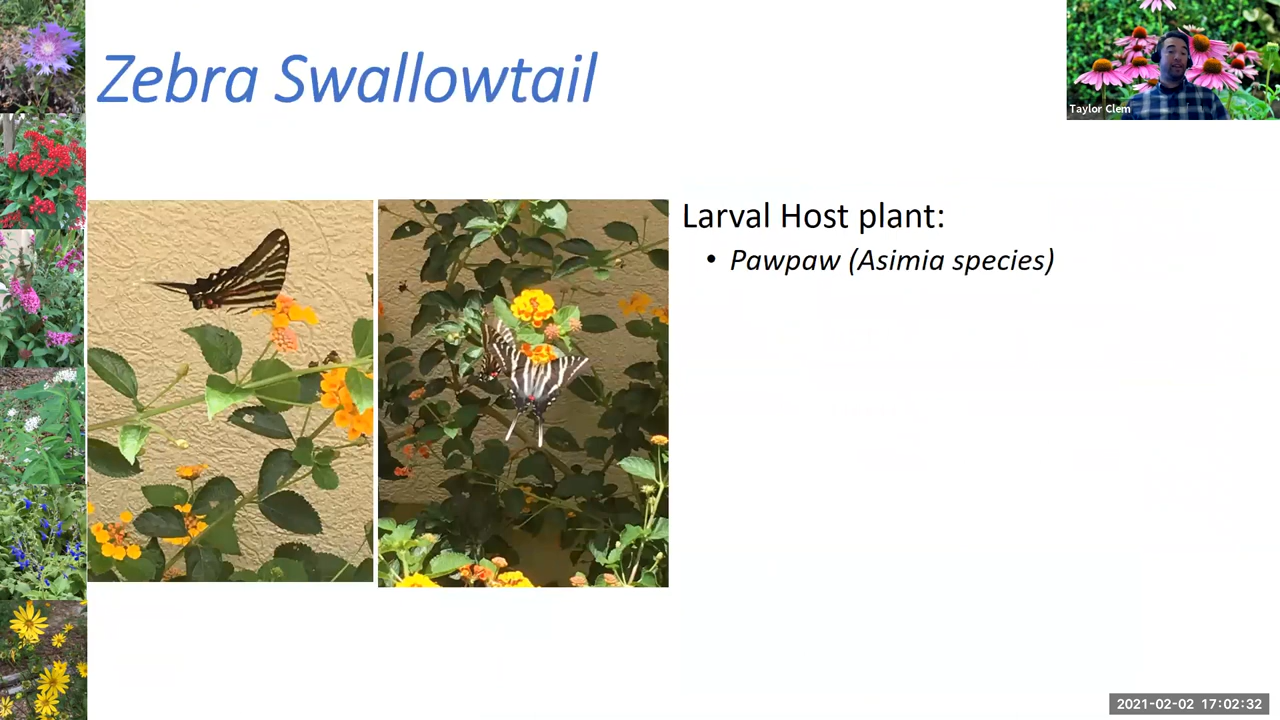 Zebra Swallowtail
Taylor Clem
Larval Host plant:
• Pawpaw (Asimia species)
2021-02-02 17:02:32